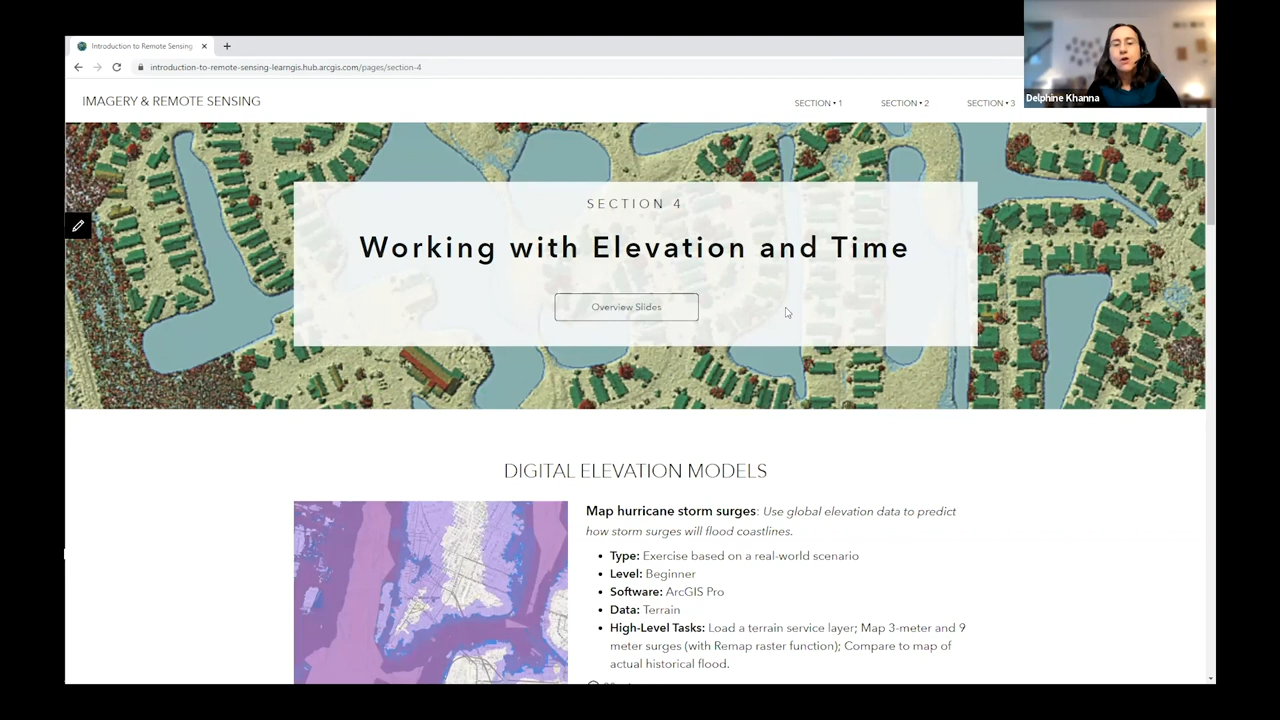 Introduction to Remote Sensing
introduction-to-remote-sensing-learngis.hub.arcgis.com/pages/section-4
Delphine Khanna
IMAGERY & REMOTE SENSING
SECTION • 1
SECTION • 2
SECTION • 3
SECTION 4
Working with Elevation and Time
Overview Slides
DIGITAL ELEVATION MODELS
Map hurricane storm surges: Use global elevation data to predict
how storm surges will flood coastlines.
• Type: Exercise based on a real-world scenario
• Level: Beginner
• Software: ArcGIS Pro
• Data: Terrain
• High-Level Tasks: Load a terrain service layer; Map 3-meter and 9
meter surges (with Remap raster function); Compare to map of
actual historical flood.